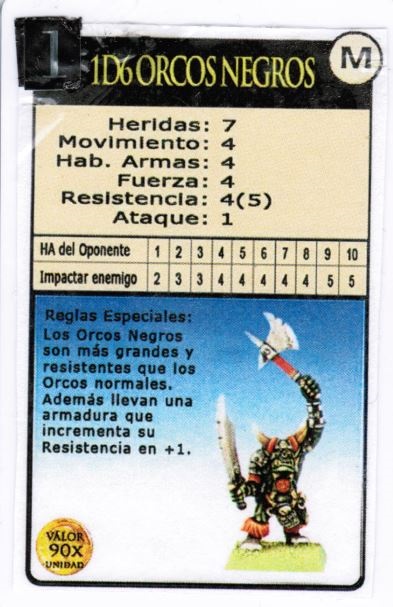 1
1D6 ORCOS NEGROS
M
Heridas: 7
Movimiento: 4
Hab. Armas: 4
Fuerza: 4
Resistencia: 4(5)
Ataque: 1
HA del Oponente 1 2 3 4 5 6 7 8 9 10
Impactar enemigo 2 3 3 4 4 4 4 4 5 5
Reglas Especiales:
Los Orcos Negros
son más grandes y
resistentes que los
Orcos normales.
Además llevan una
armadura que
incrementa su
Resistencia en +1.
VALOR
90X
UNIDAD